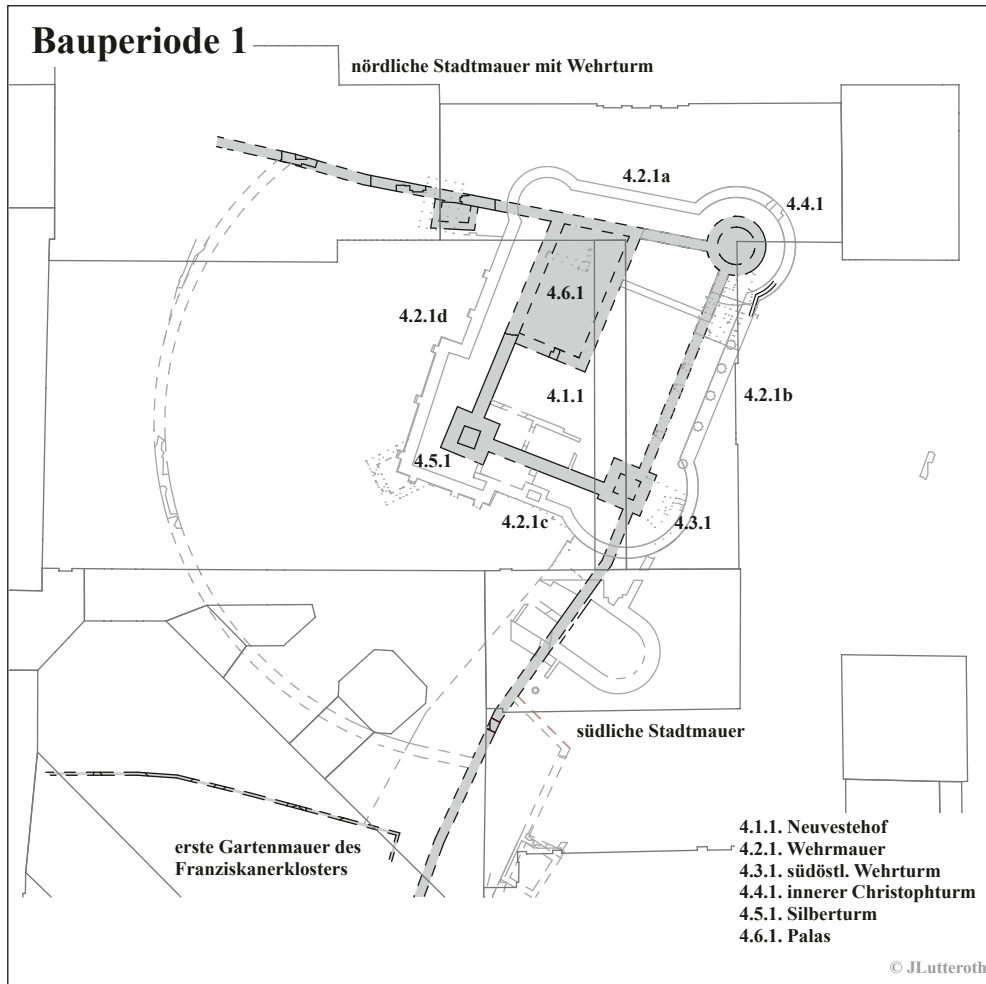 Bauperiode 1
nördliche Stadtmauer mit Wehrturm
4.2.1a
4.4.1
4.6.1
4.2.1d
4.1.1
4.2.1b
4.5.1
4.2.1c
4.3.1
südliche Stadtmauer
erste Gartenmauer des
Franziskanerklosters
4.1.1. Neuvestehof
4.2.1. Wehrmauer
4.3.1. südöstl. Wehrturm
4.4.1. innerer Christophturm
4.5.1. Silberturm
4.6.1. Palas
© JLutteroth